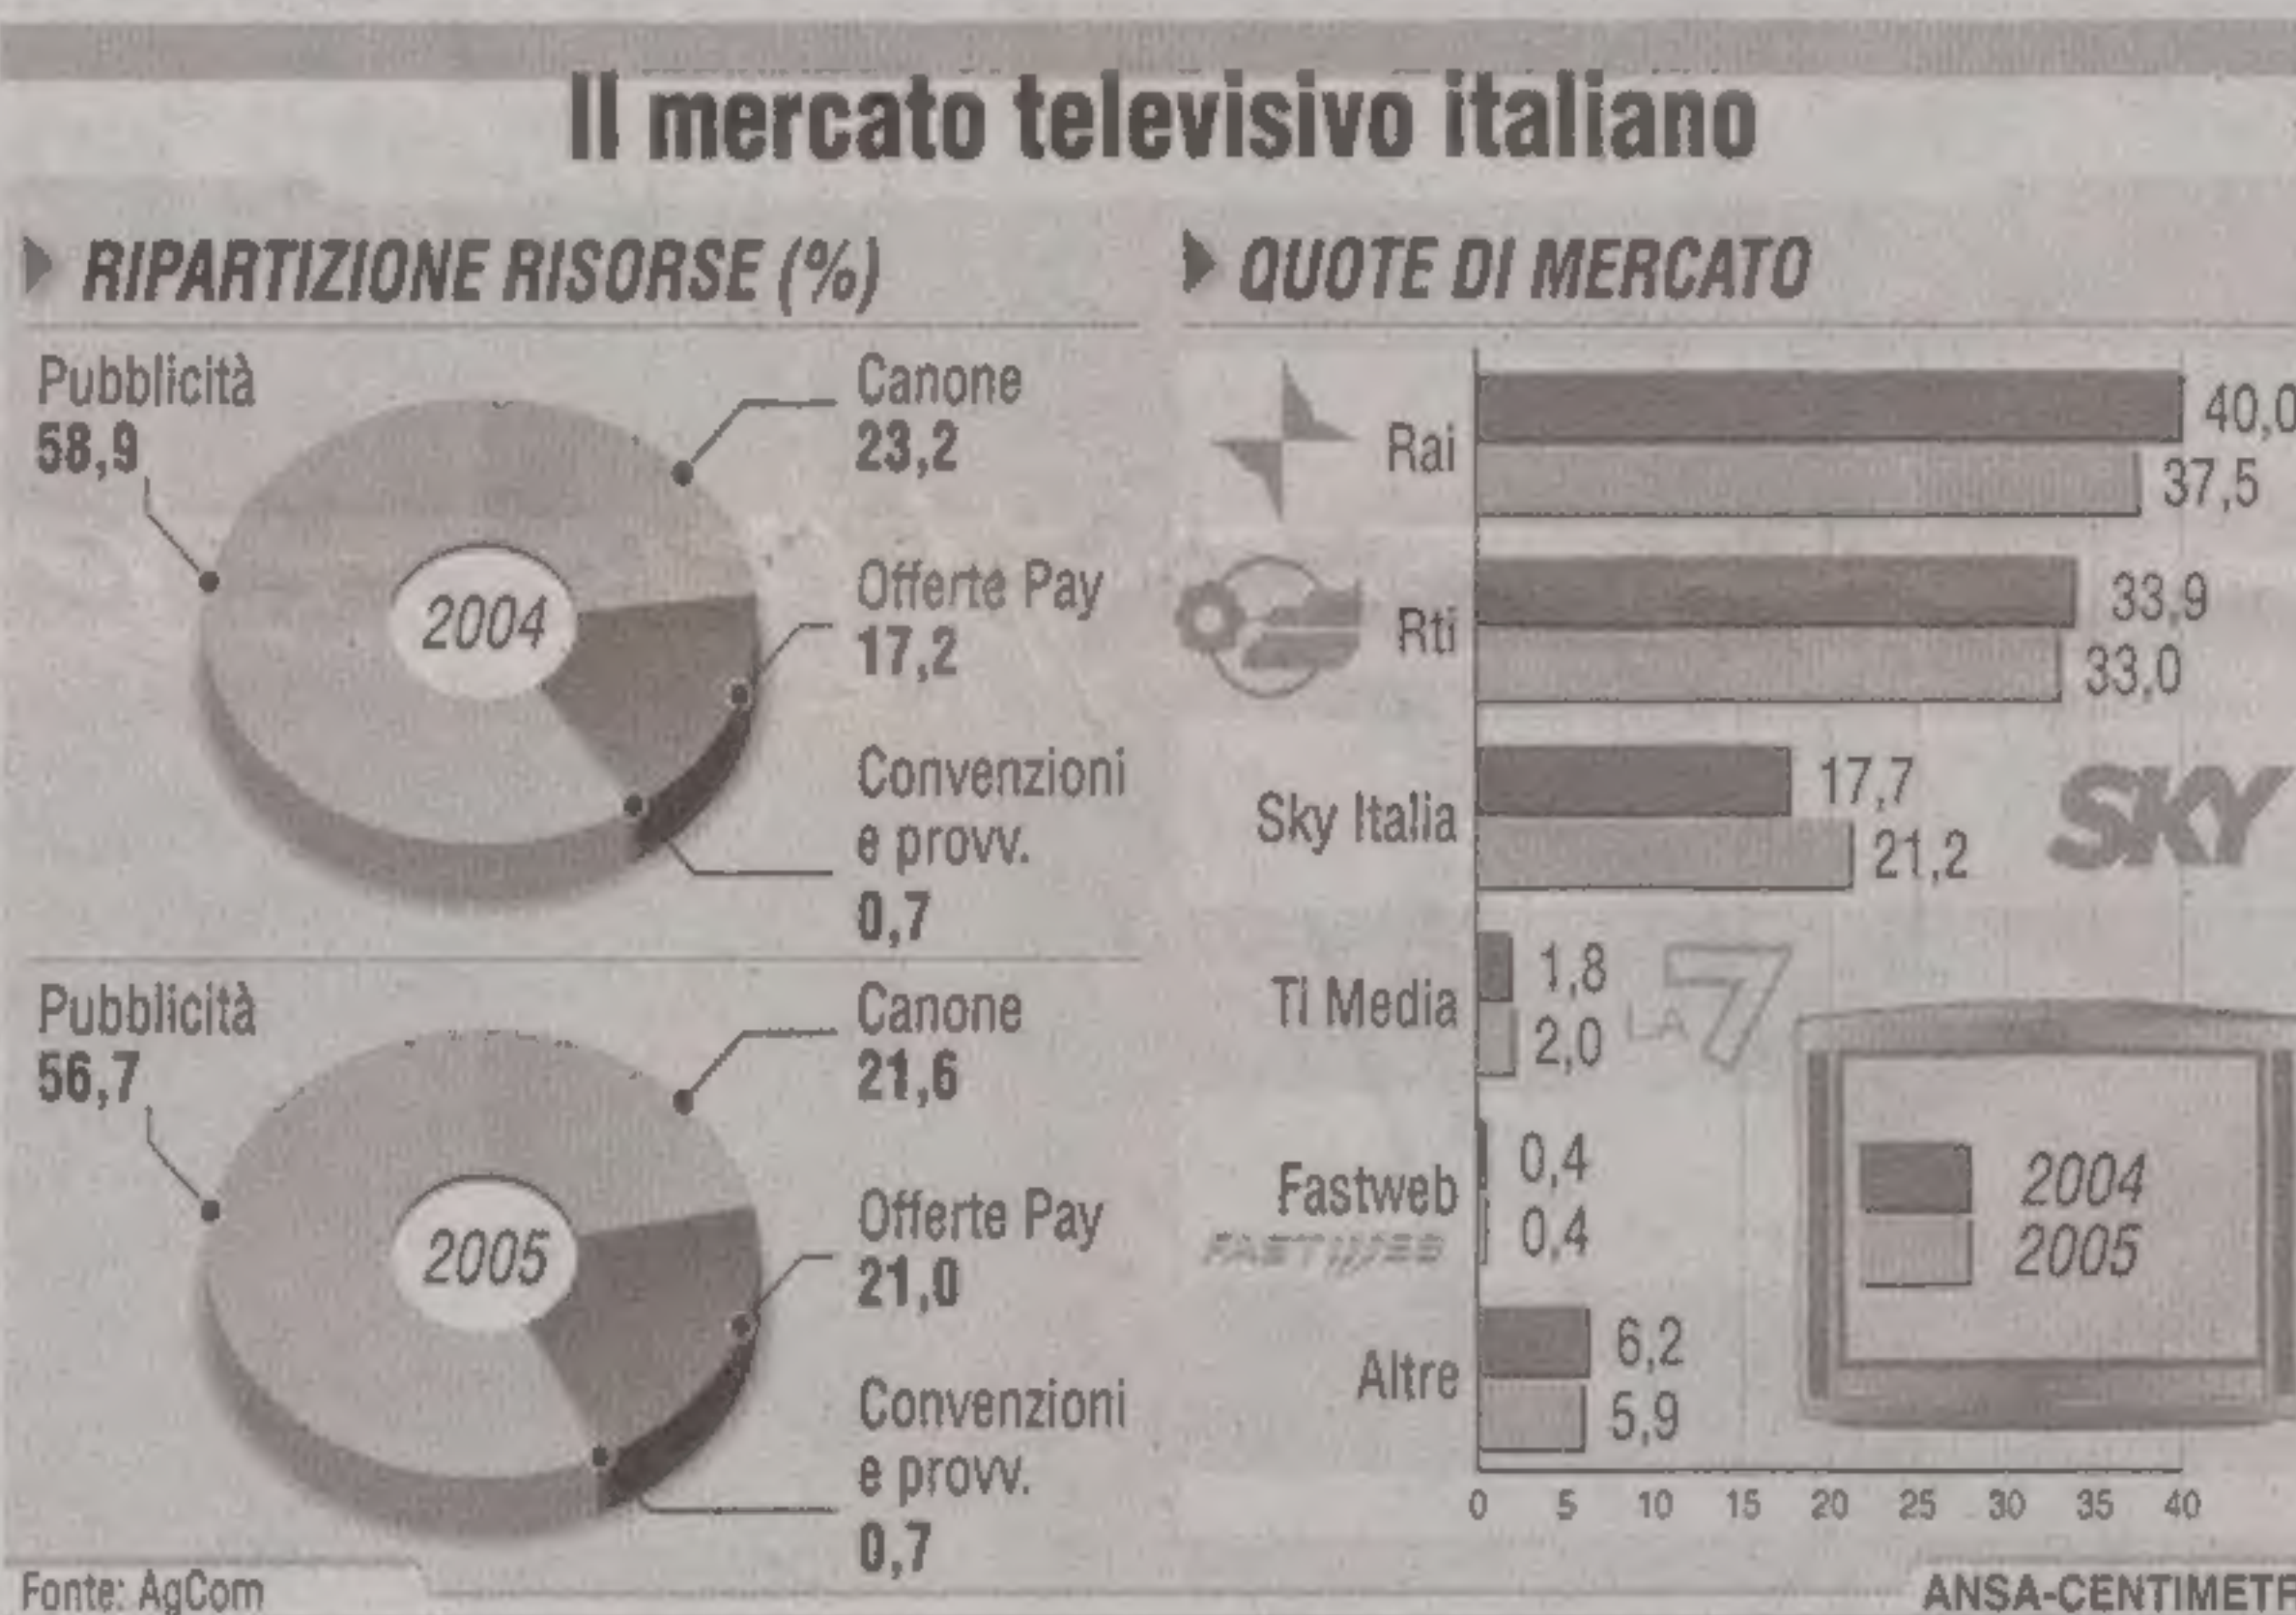 Il mercato televisivo italiano
RIPARTIZIONE RISORSE (%)
Pubblicità
58,9
Canone
23,2
2004
Offerte Pay
17,2
Convenzioni
e provv.
0,7
Pubblicità
56,7
Canone
21,6
2005
Offerte Pay
21,0
Convenzioni
e provv.
0,7
Fonte: AgCom
QUOTE DI MERCATO
Rai
40,0
37,5
Rti
33,9
33,0
Sky Italia
17,7
21,2
SKY
Ti Media
1,8
2,0
LA7
Fastweb
FASTWEB
0,4
0,4
Altre
6,2
5,9
2004
2005
0 5 10 15 20 25 30 35 40
ANSA-CENTIMETR